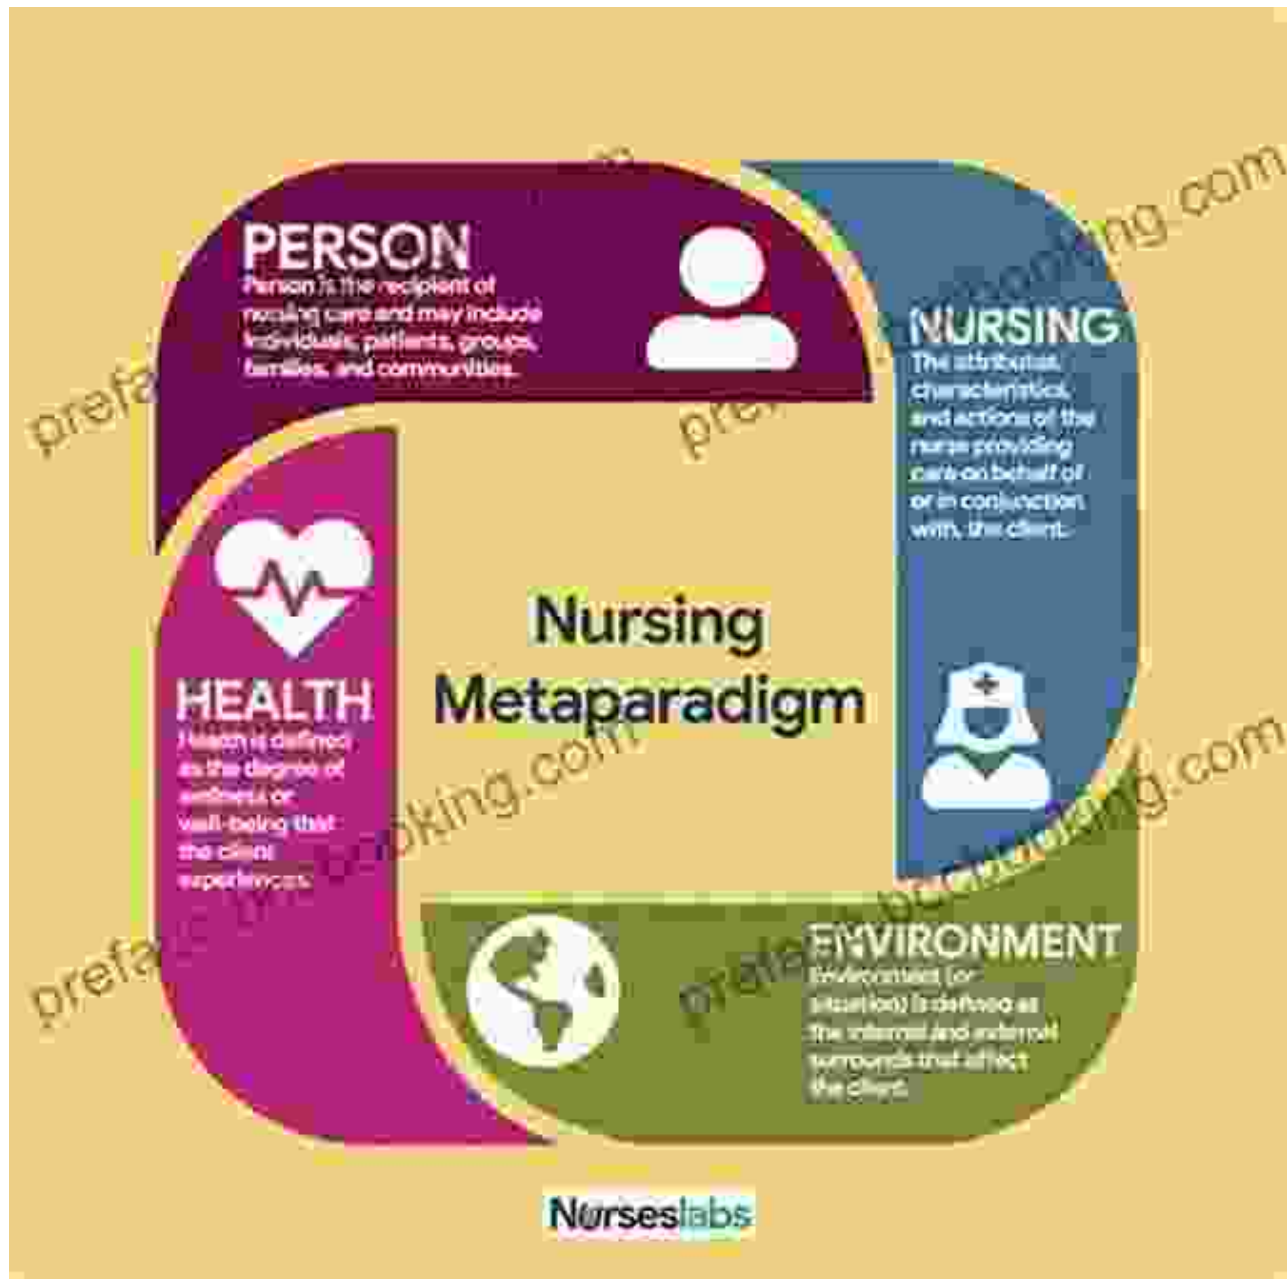 PERSON
Person is the recipient of
nursing care and may include
individuals, patients, groups,
families, and communities.
NURSING
The attributes,
characteristics,
and actions of the
nurse providing
care on behalf of
or in conjunction
with, the client.
HEALTH
Health is defined
as the degree of
wellness or
well-being that
the client
experiences.
Nursing
Metaparadigm
ENVIRONMENT
Environment (or
situation) is defined as
the internal and external
surrounds that affect
the client.
Nurseslabs